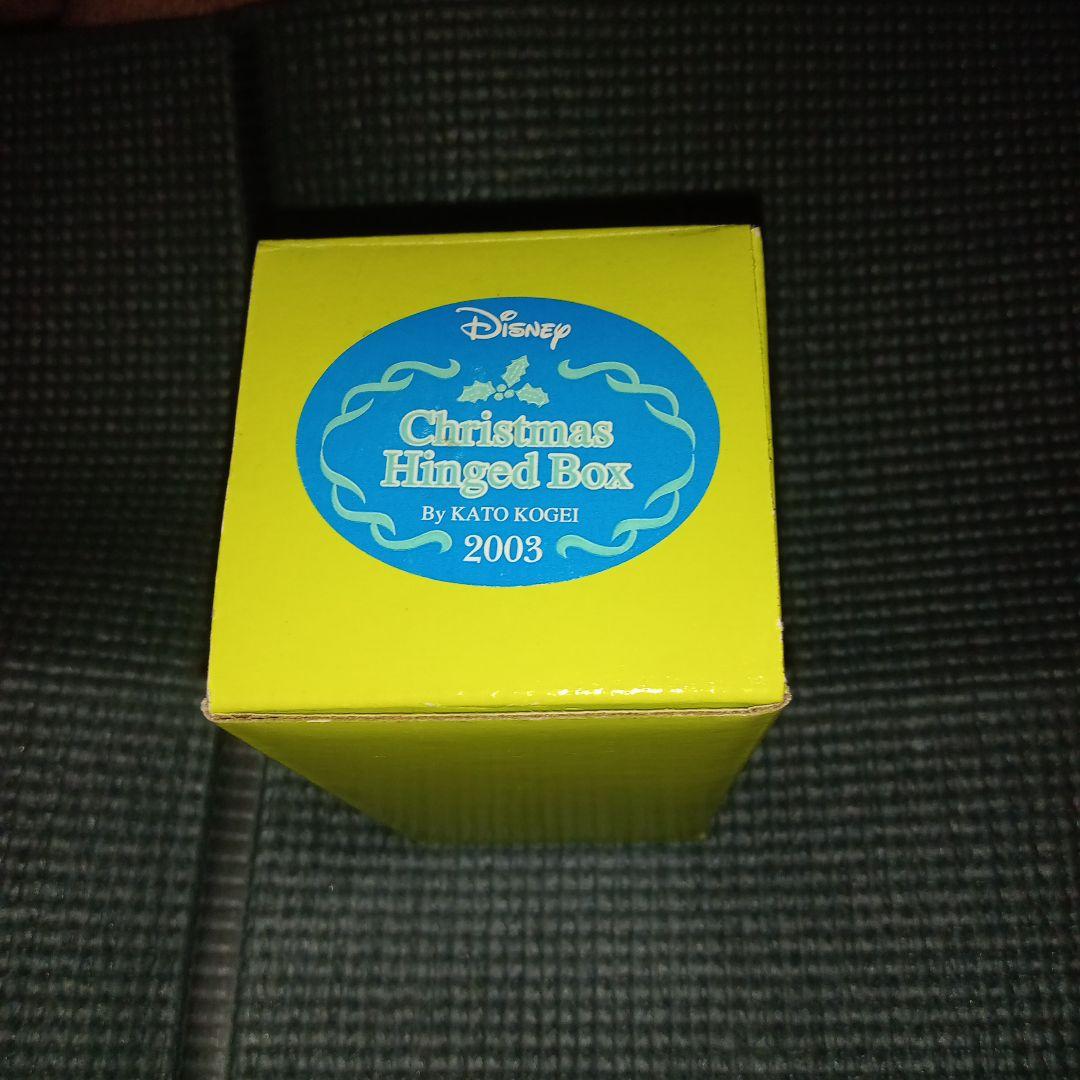 Disney
Christmas
Hinged Box
By KATO KOGEI
2003